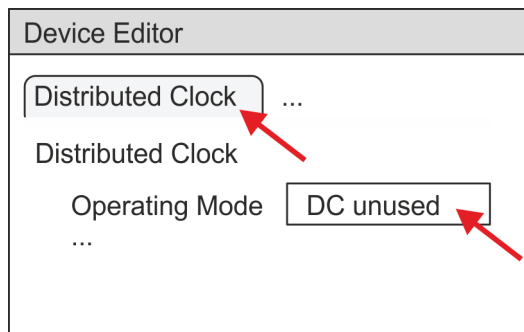 Device Editor
Distributed Clock ...
Distributed Clock
Operating Mode DC unused
...